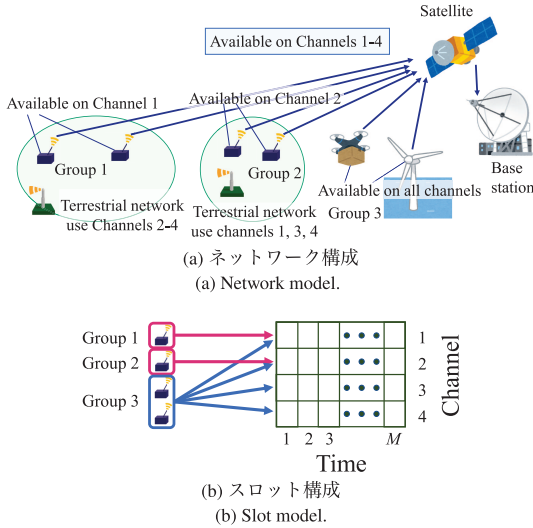 Satellite
Available on Channels 1-4
Available on Channel 1
Available on Channel 2
Group 1
Group 2
Terrestrial network
use Channels 2-4
Terrestrial network
use channels 1, 3, 4
Available on all channels
Group 3
Base
station
(a) ネットワーク構成
(a) Network model.
Group 1
Group 2
Group 3
1
2
3
4
Channel
1 2 3 M
Time
(b) スロット構成
(b) Slot model.